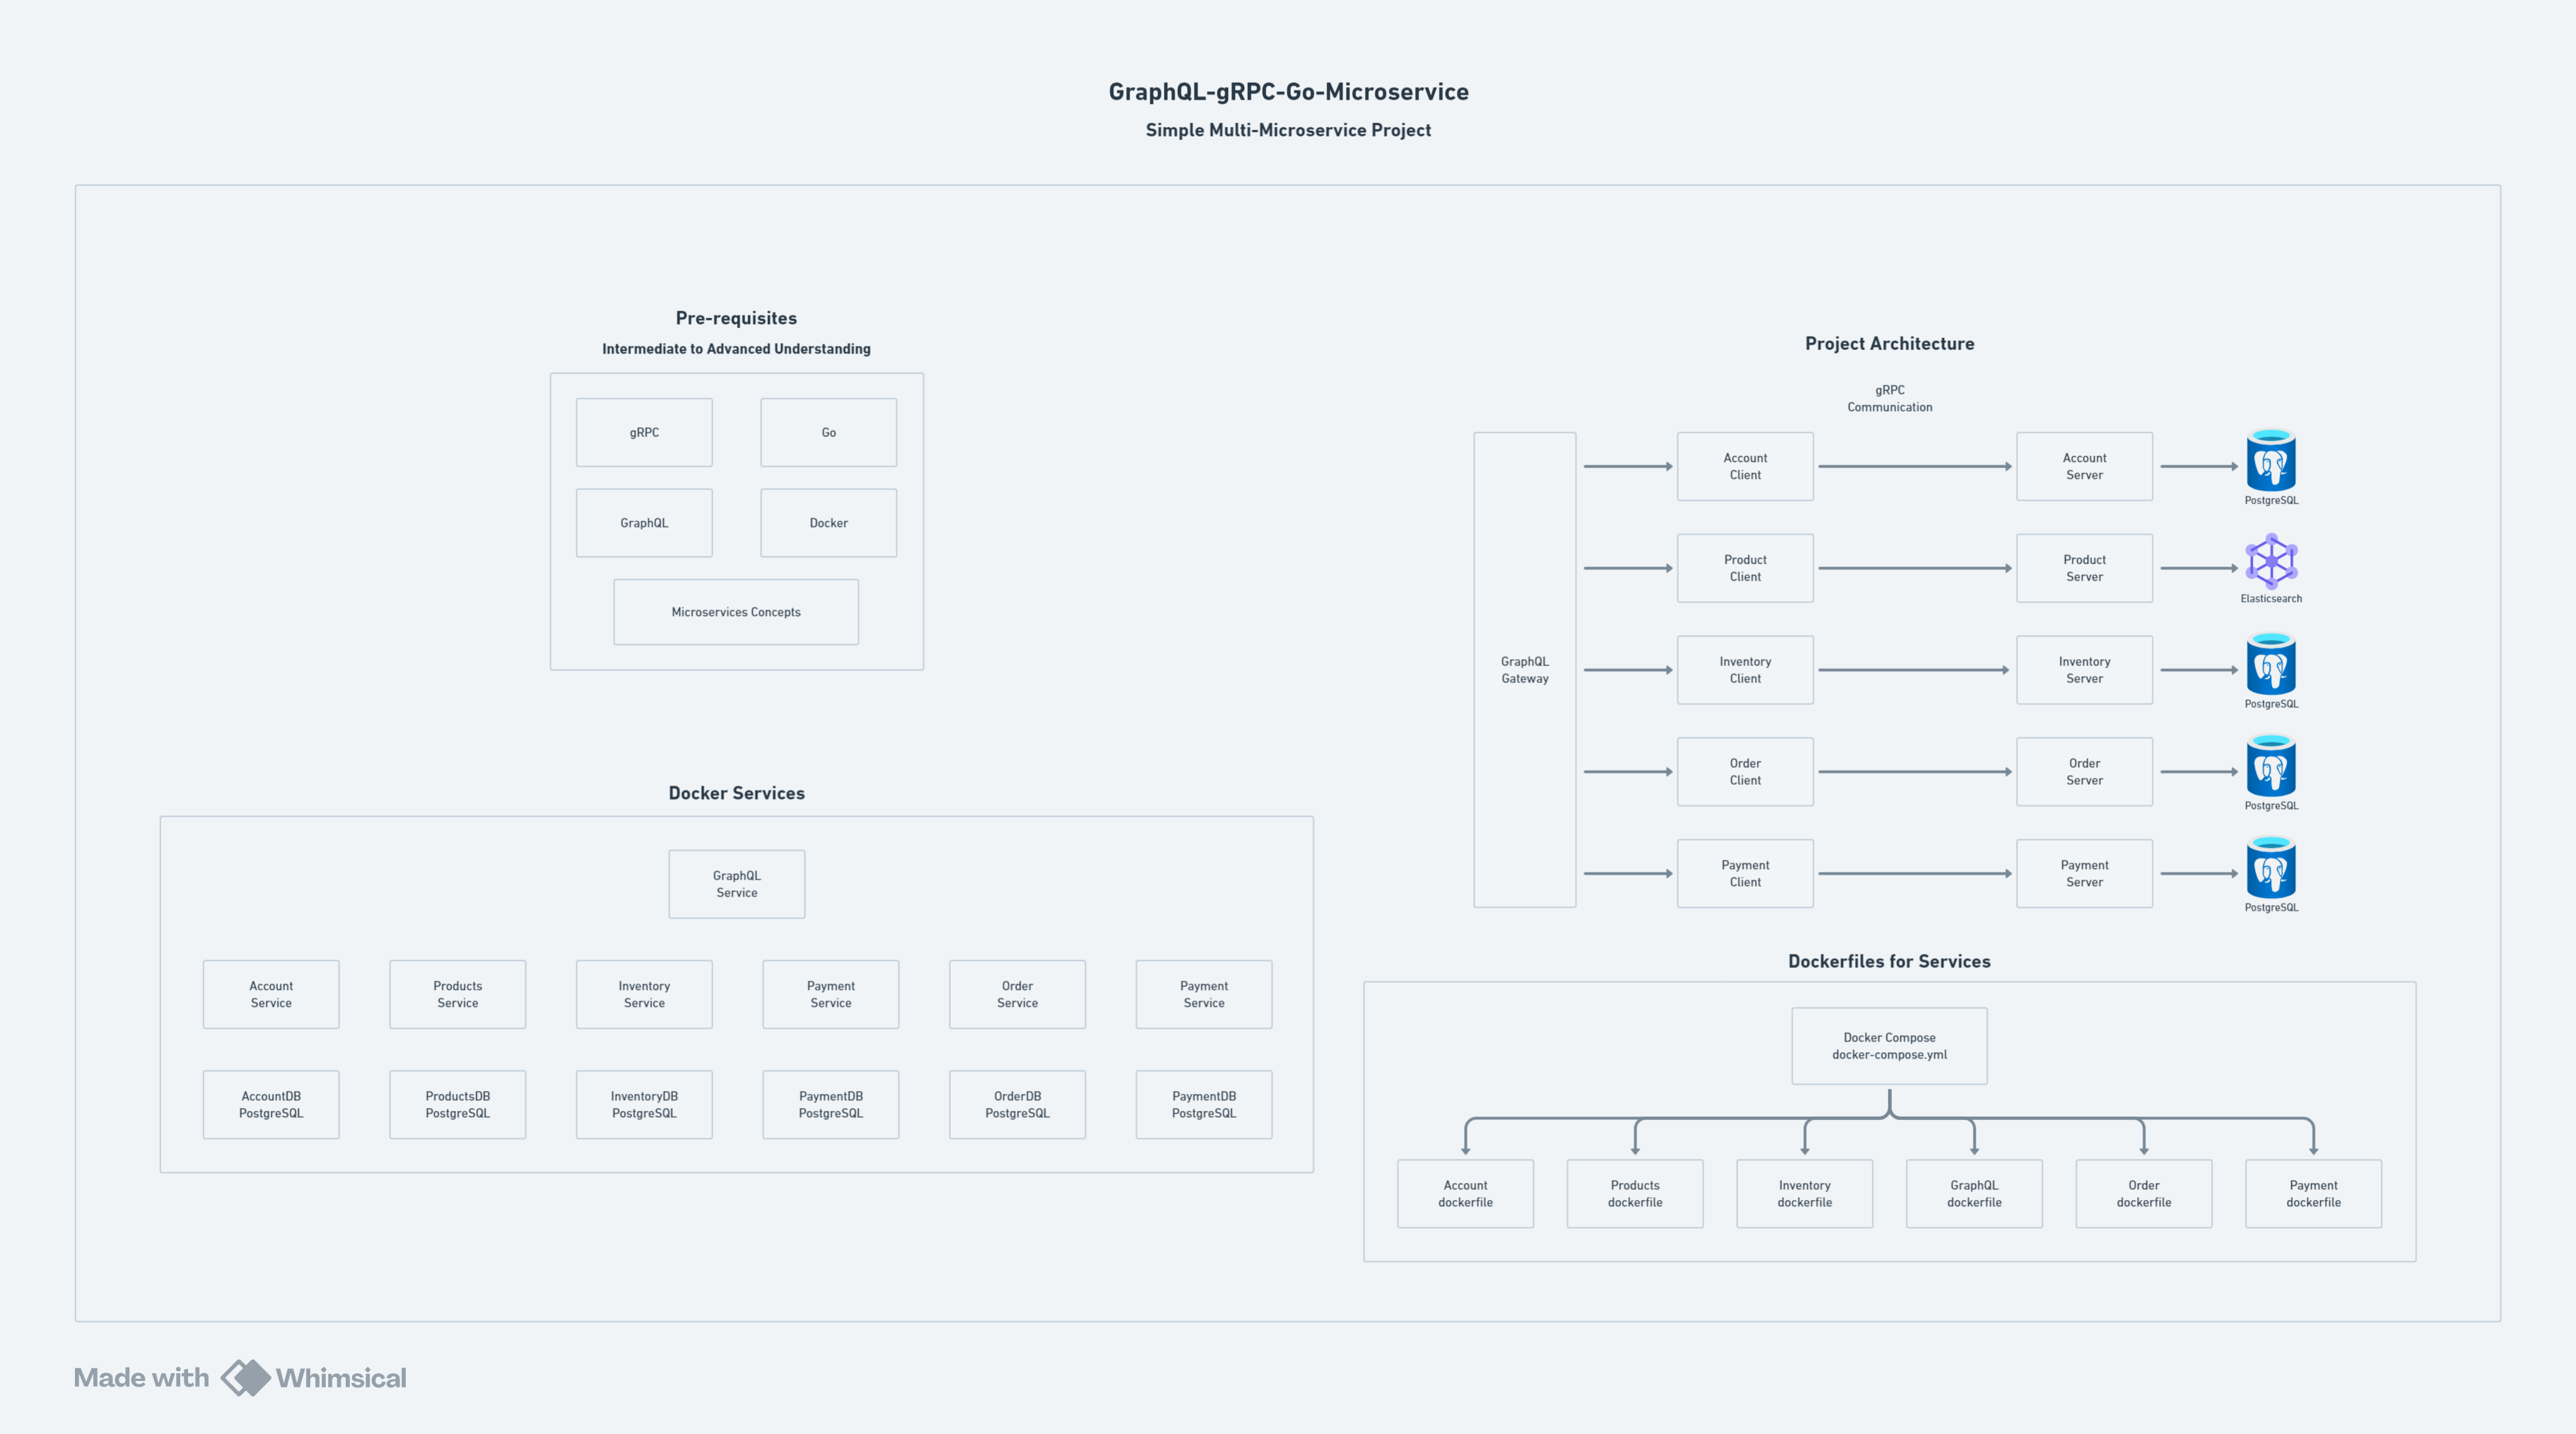 GraphQL-gRPC-Go-Microservice
Simple Multi-Microservice Project
Pre-requisites
Intermediate to Advanced Understanding
gRPC
Go
GraphQL
Docker
Microservices Concepts
Docker Services
GraphQL
Service
Account
Service
Products
Service
Inventory
Service
Payment
Service
Order
Service
Payment
Service
AccountDB
PostgreSQL
ProductsDB
PostgreSQL
InventoryDB
PostgreSQL
PaymentDB
PostgreSQL
OrderDB
PostgreSQL
PaymentDB
PostgreSQL
Project Architecture
gRPC
Communication
GraphQL
Gateway
Account
Client
Account
Server
PostgreSQL
Product
Client
Product
Server
Elasticsearch
Inventory
Client
Inventory
Server
PostgreSQL
Order
Client
Order
Server
PostgreSQL
Payment
Client
Payment
Server
PostgreSQL
Dockerfiles for Services
Docker Compose
docker-compose.yml
Account
dockerfile
Products
dockerfile
Inventory
dockerfile
GraphQL
dockerfile
Order
dockerfile
Payment
dockerfile
Made with Whimsical